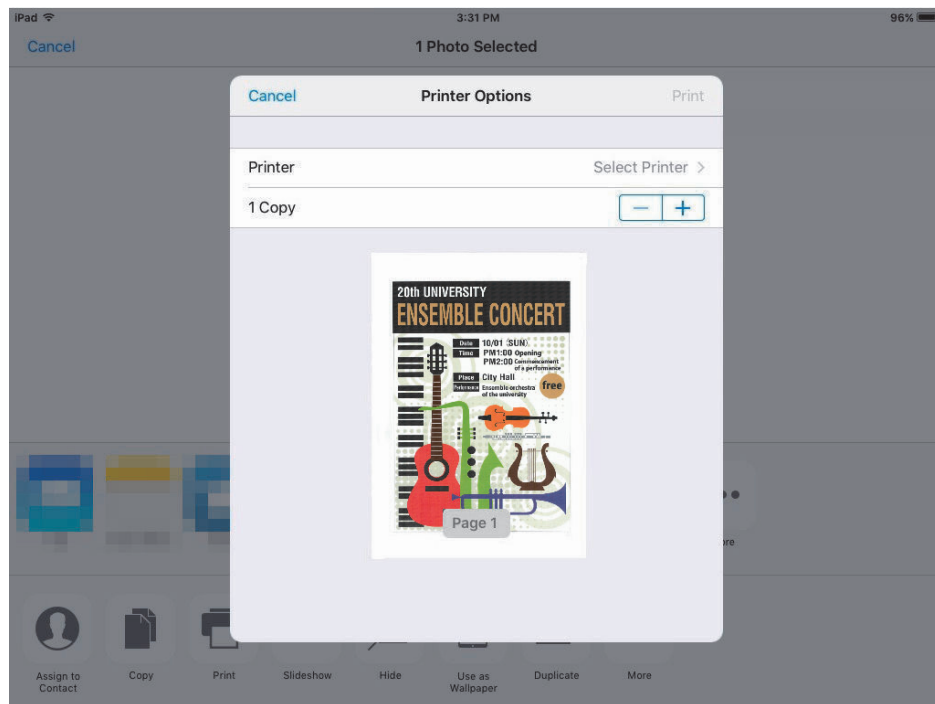 iPad 3:31 PM 96%
Cancel 1 Photo Selected
Cancel Printer Options Print
Printer Select Printer >
1 Copy − +
20th UNIVERSITY
ENSEMBLE CONCERT
Date 10/01 SUN.
Time PM1:00 Opening
PM2:00 Commencement
of a performance
Place City Hall
Ensemble orchestra
of the university
free
Page 1
Assign to
Contact
Copy
Print
Slideshow
Hide
Use as
Wallpaper
Duplicate
More